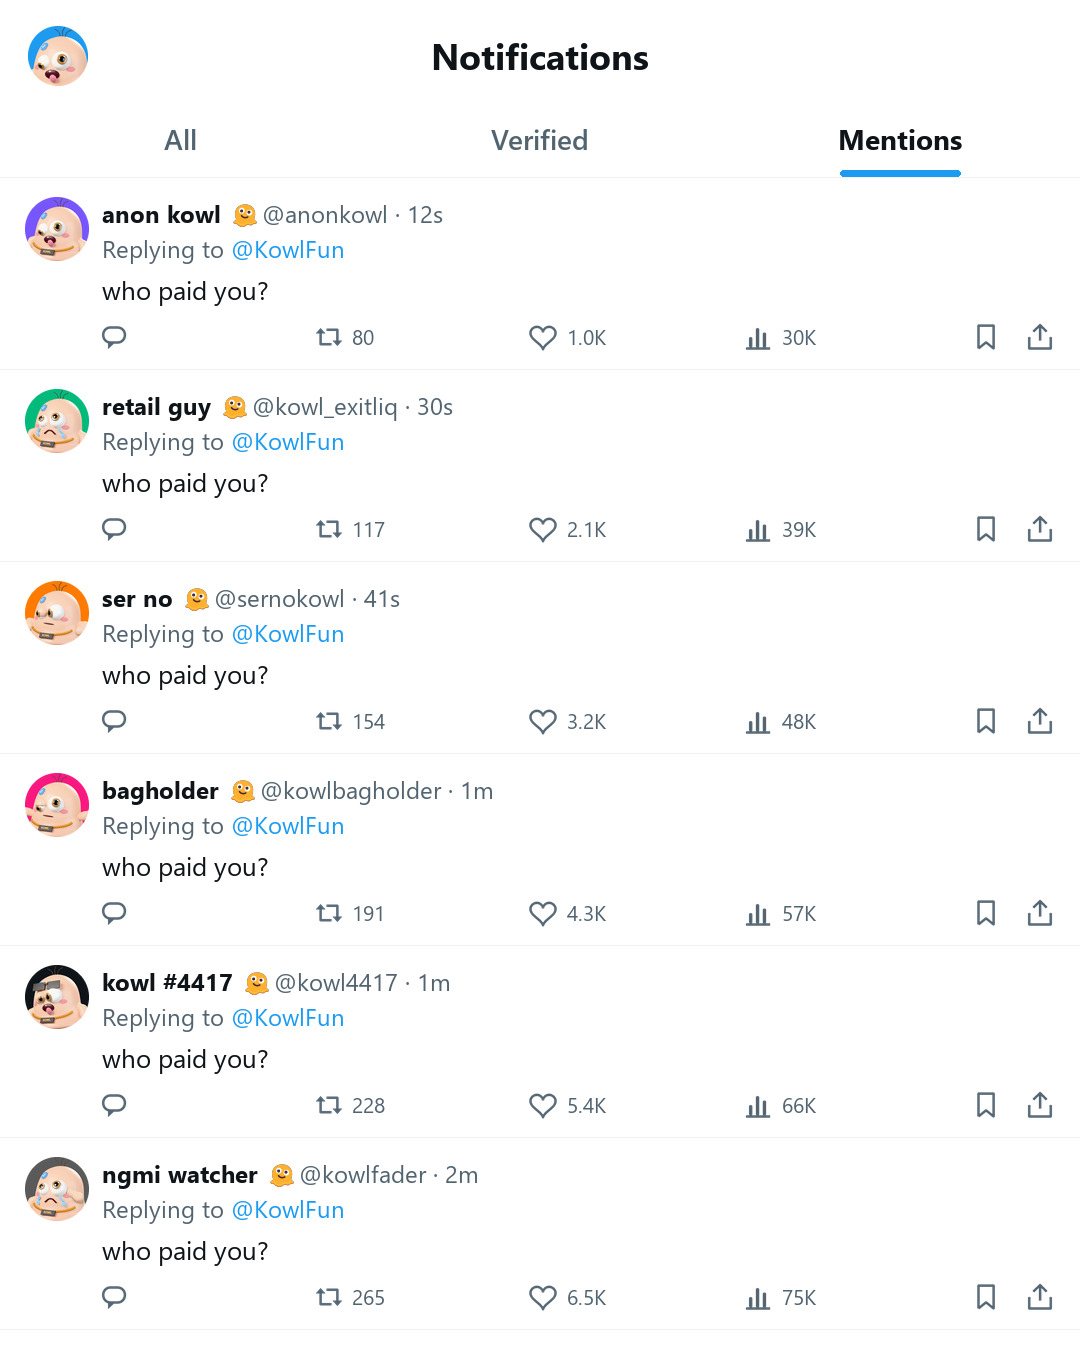 Notifications
All Verified Mentions
anon kowl @anonkowl · 12s
Replying to @KowlFun
who paid you?
80 1.0K 30K
retail guy @kowl_exitliq · 30s
Replying to @KowlFun
who paid you?
117 2.1K 39K
ser no @sernokowl · 41s
Replying to @KowlFun
who paid you?
154 3.2K 48K
bagholder @kowlbagholder · 1m
Replying to @KowlFun
who paid you?
191 4.3K 57K
kowl #4417 @kowl4417 · 1m
Replying to @KowlFun
who paid you?
228 5.4K 66K
ngmi watcher @kowlfader · 2m
Replying to @KowlFun
who paid you?
265 6.5K 75K